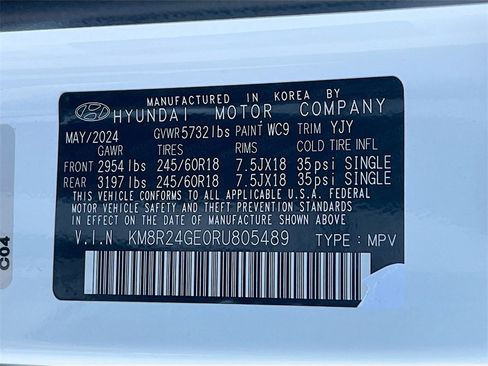 MANUFACTURED IN KOREA BY
HYUNDAI MOTOR COMPANY
MAY/2024 GVWR 5732 lbs PAINT WC9 TRIM YJY
GAWR TIRES RIMS COLD TIRE INFL
FRONT 2954 lbs 245/60R18 7.5JX18 35psi SINGLE
REAR 3197 lbs 245/60R18 7.5JX18 35psi SINGLE
THIS VEHICLE CONFORMS TO ALL APPLICABLE U.S.A. FEDERAL
MOTOR VEHICLE SAFETY AND THEFT PREVENTION STANDARDS
IN EFFECT ON THE DATE OF MANUFACTURE SHOWN ABOVE.
V.I.N KM8R24GE0RU805489 TYPE : MPV
C04